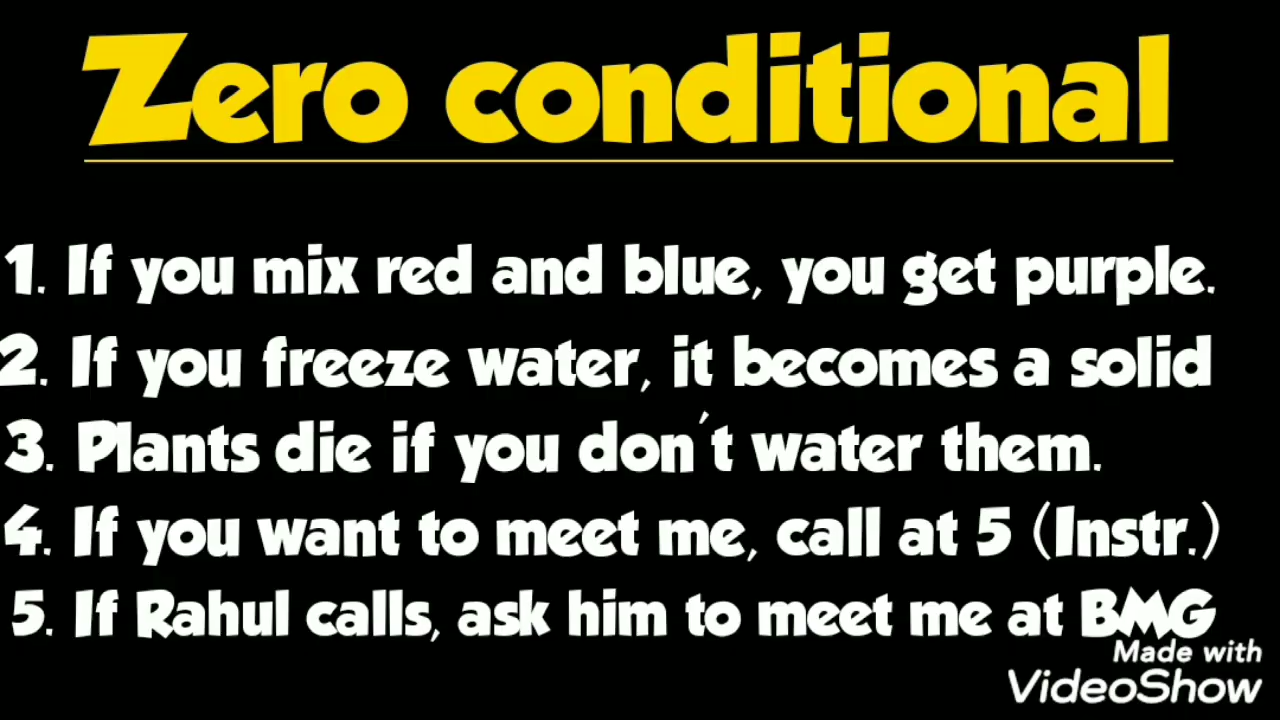 Zero conditional
1. If you mix red and blue, you get purple.
2. If you freeze water, it becomes a solid
3. Plants die if you don't water them.
4. If you want to meet me, call at 5 (Instr.)
5. If Rahul calls, ask him to meet me at BMG
Made with
VideoShow